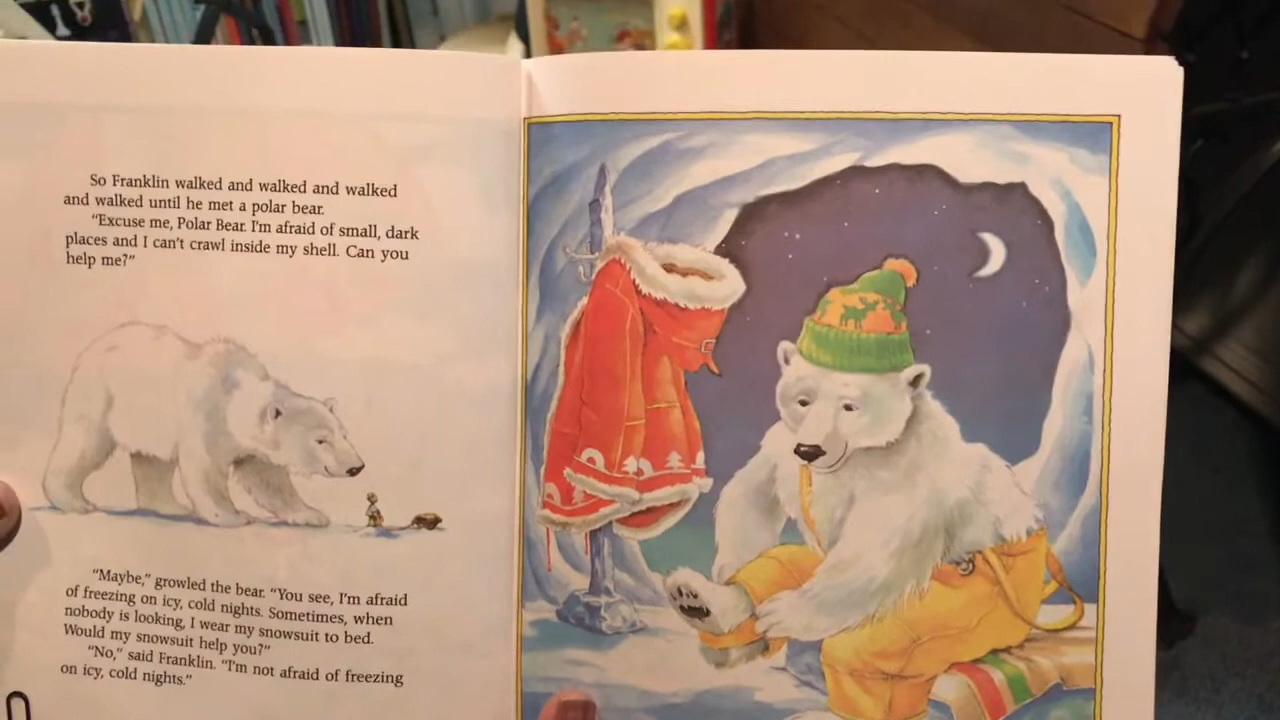 So Franklin walked and walked and walked
and walked until he met a polar bear.
"Excuse me, Polar Bear. I'm afraid of small, dark
places and I can't crawl inside my shell. Can you
help me?"
"Maybe," growled the bear. "You see, I'm afraid
of freezing on icy, cold nights. Sometimes, when
nobody is looking, I wear my snowsuit to bed.
Would my snowsuit help you?"
"No," said Franklin. "I'm not afraid of freezing
on icy, cold nights."